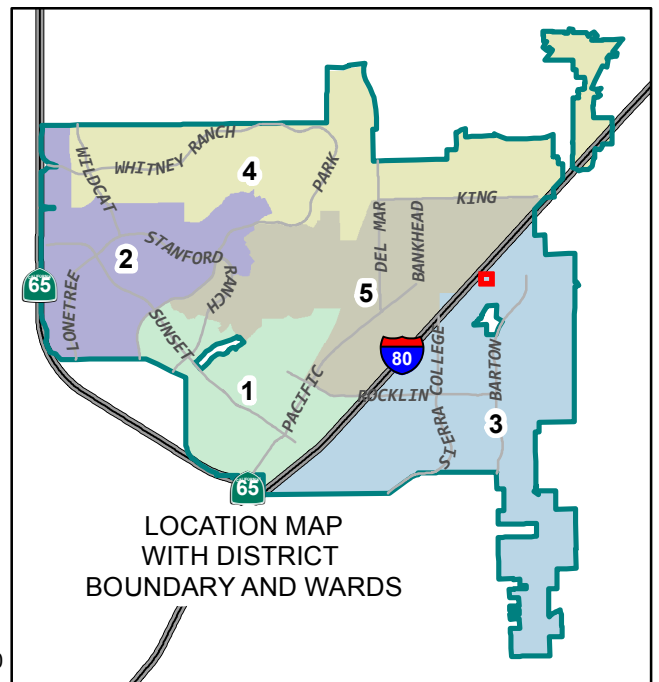 WHITNEY RANCH
WILDCAT
PARK
4
KING
DEL MAR
BANKHEAD
STANFORD
RANCH
2
65
LONETREE
SUNSET
5
80
1
PACIFIC
ROCKLIN
SIERRA COLLEGE
BARTON
3
65
LOCATION MAP
WITH DISTRICT
BOUNDARY AND WARDS